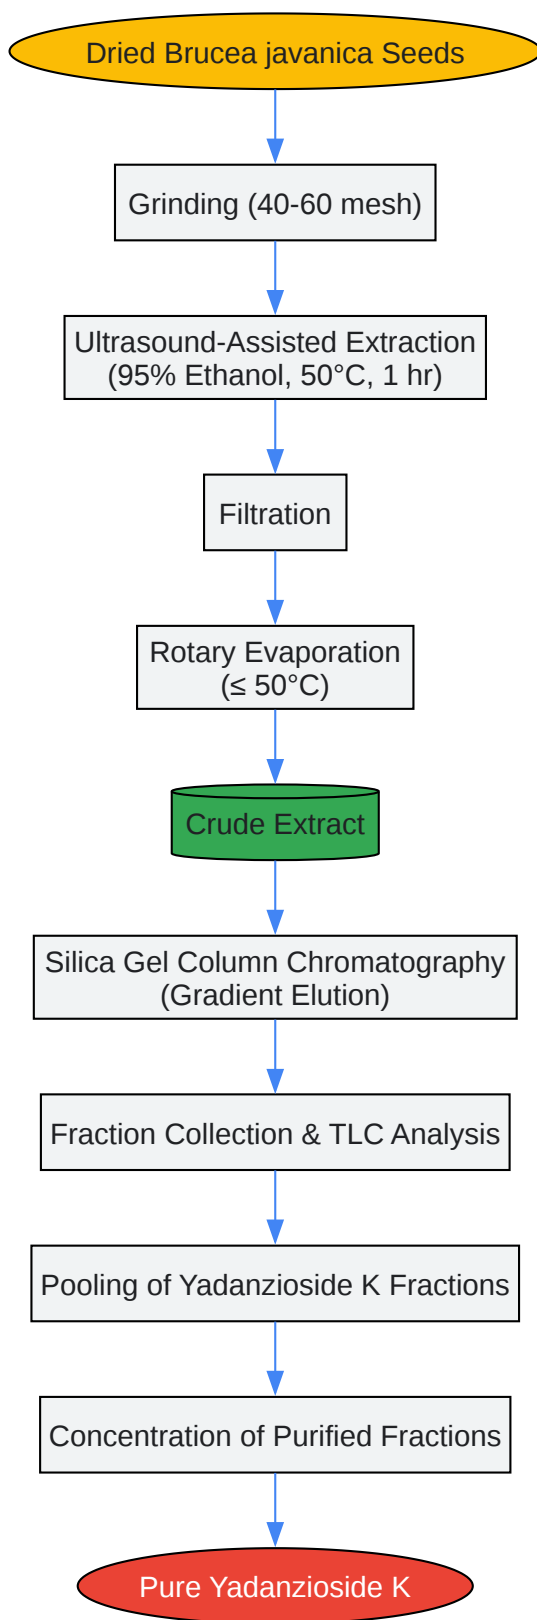 Dried Brucea javanica Seeds
Grinding (40-60 mesh)
Ultrasound-Assisted Extraction
(95% Ethanol, 50°C, 1 hr)
Filtration
Rotary Evaporation
(≤ 50°C)
Crude Extract
Silica Gel Column Chromatography
(Gradient Elution)
Fraction Collection & TLC Analysis
Pooling of Yadanzioside K Fractions
Concentration of Purified Fractions
Pure Yadanzioside K